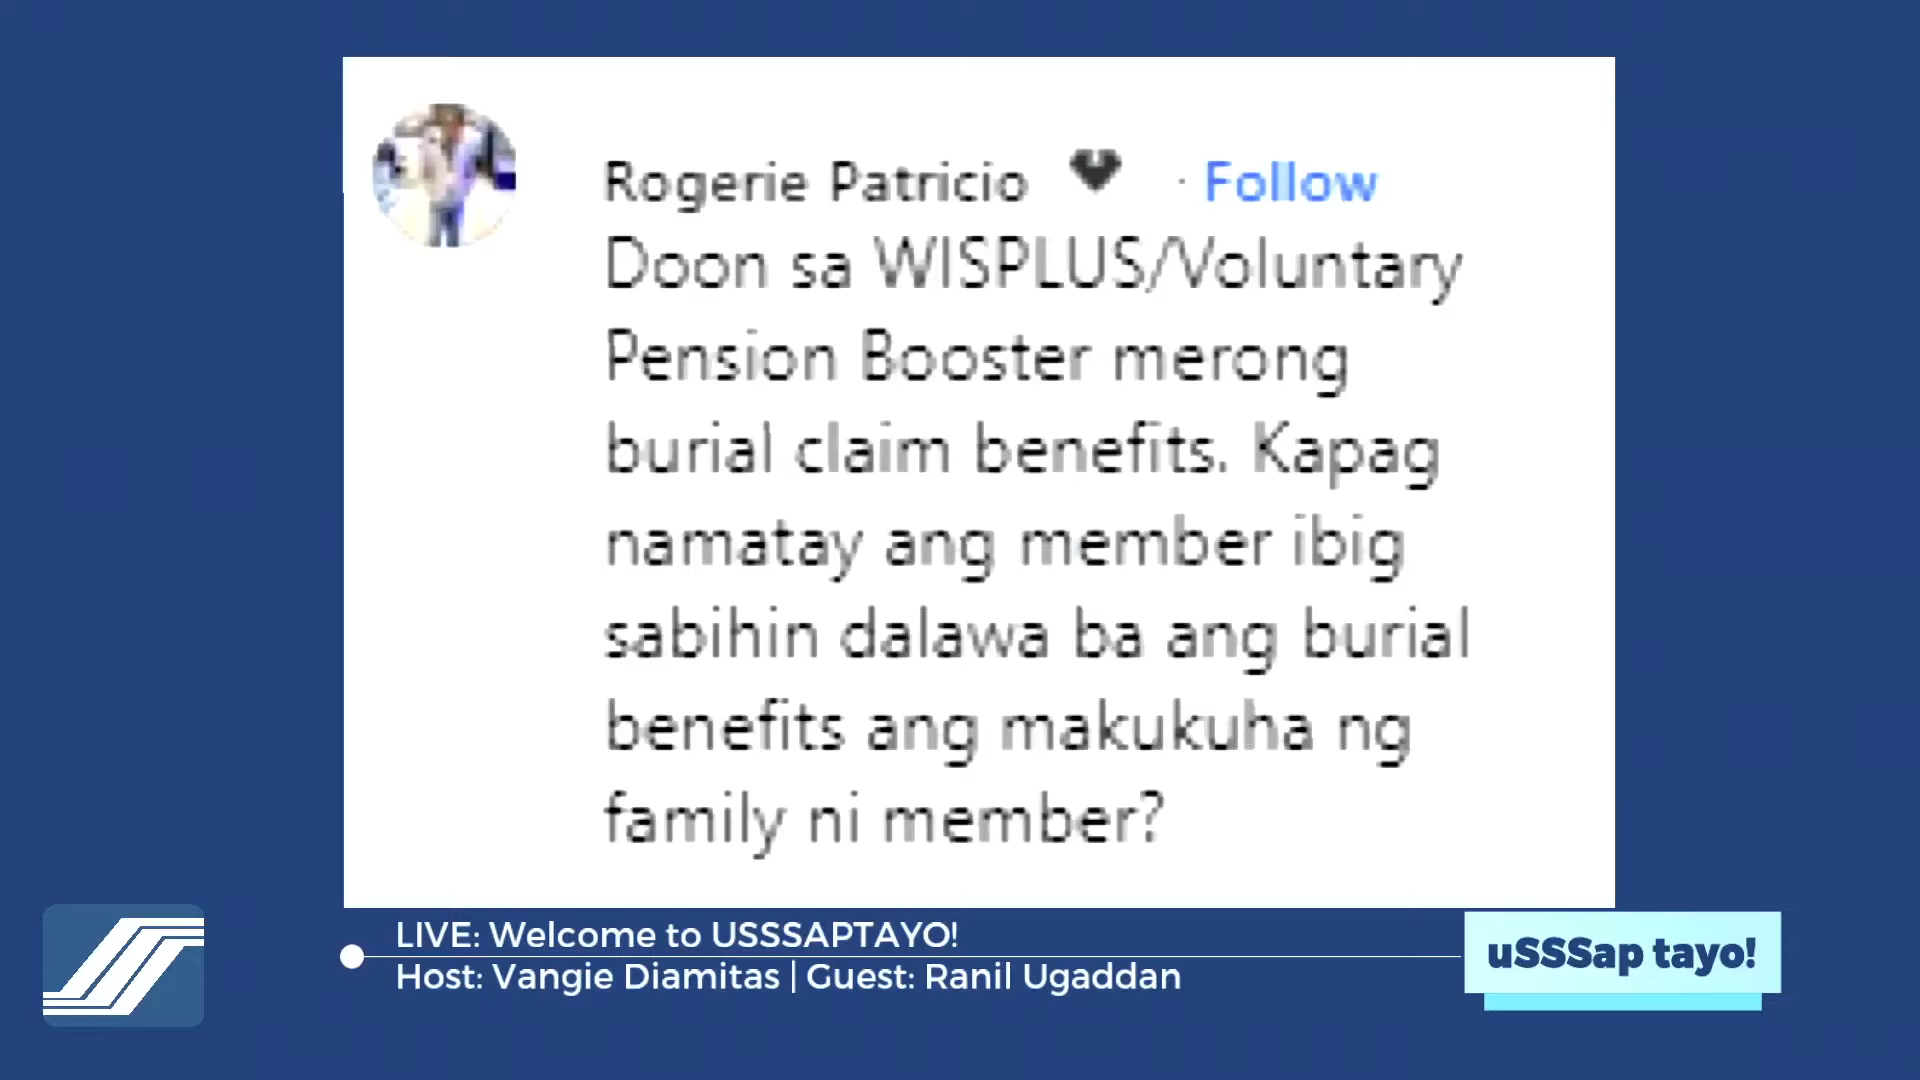 Rogerie Patricio · Follow
Doon sa WISPLUS/Voluntary
Pension Booster merong
burial claim benefits. Kapag
namatay ang member ibig
sabihin dalawa ba ang burial
benefits ang makukuha ng
family ni member?
LIVE: Welcome to USSSAPTAYO!
Host: Vangie Diamitas | Guest: Ranil Ugaddan
uSSSap tayo!